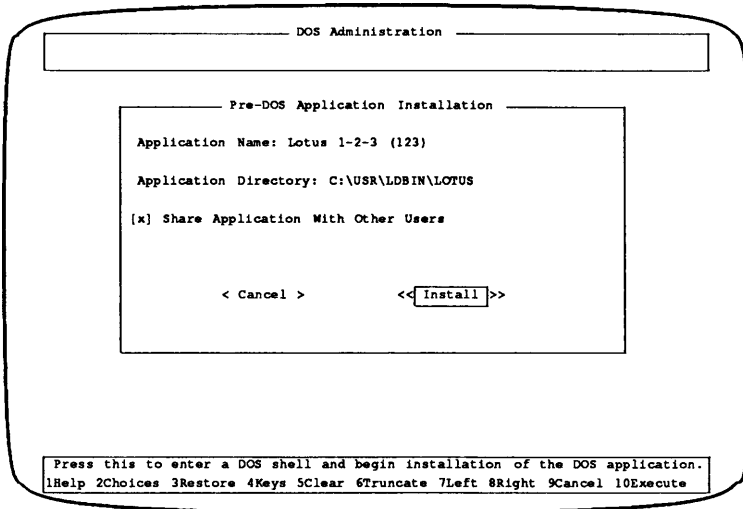 DOS Administration
Pre-DOS Application Installation
Application Name: Lotus 1-2-3 (123)
Application Directory: C:\USR\LDBIN\LOTUS
[x] Share Application With Other Users
< Cancel > << Install >>
Press this to enter a DOS shell and begin installation of the DOS application.
1Help 2Choices 3Restore 4Keys 5Clear 6Truncate 7Left 8Right 9Cancel 10Execute